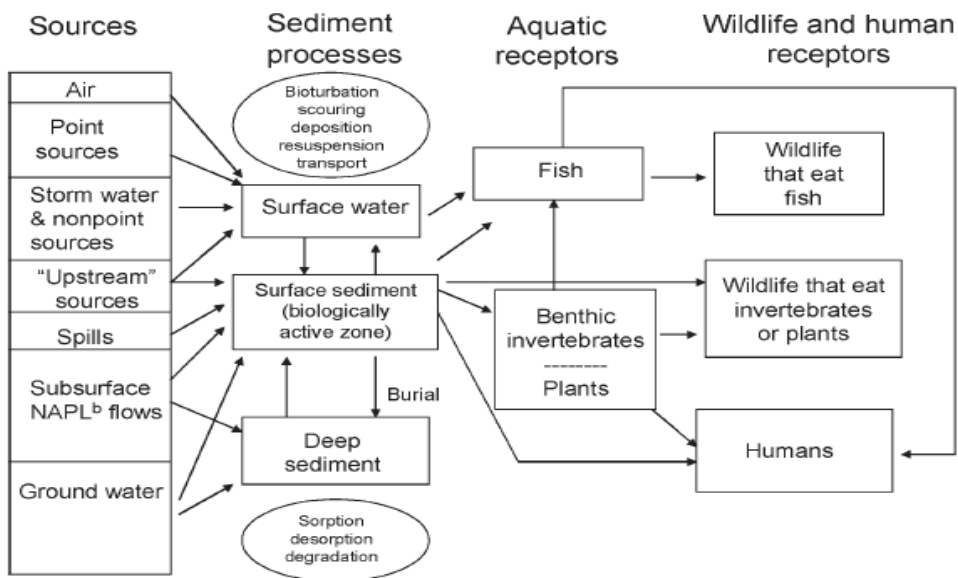 Sources
Sediment
processes
Aquatic
receptors
Wildlife and human
receptors
Air
Point
sources
Storm water
& nonpoint
sources
“Upstream”
sources
Spills
Subsurface
NAPLᵇ flows
Ground water
Bioturbation
scouring
deposition
resuspension
transport
Surface water
Surface sediment
(biologically
active zone)
Burial
Deep
sediment
Sorption
desorption
degradation
Fish
Benthic
invertebrates
--------
Plants
Wildlife
that eat
fish
Wildlife that eat
invertebrates
or plants
Humans